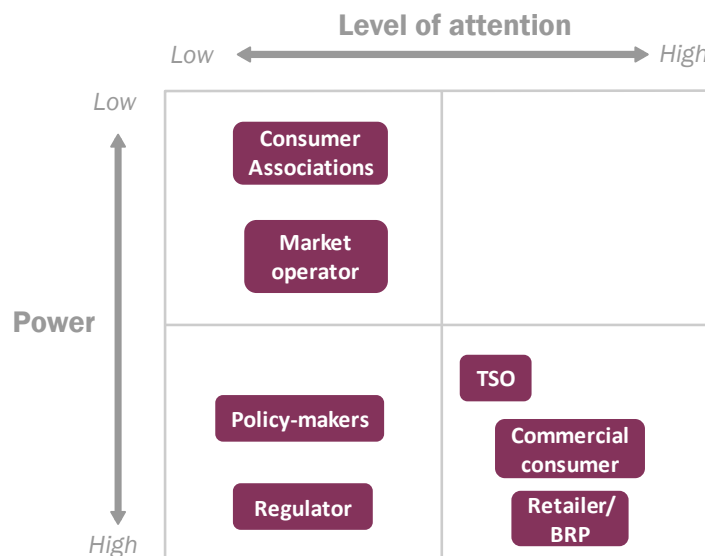 Level of attention
Low
High
Low
Consumer
Associations
Market
operator
Power
TSO
Policy-makers
Commercial
consumer
Regulator
Retailer/
BRP
High